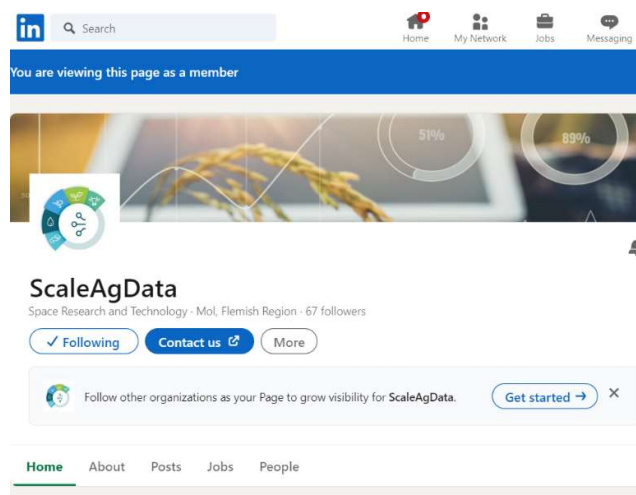 in Search
Home My Network Jobs Messaging
You are viewing this page as a member
51% 89%
ScaleAgData
Space Research and Technology · Mol, Flemish Region · 67 followers
✓ Following Contact us More
Follow other organizations as your Page to grow visibility for ScaleAgData. Get started → ×
Home About Posts Jobs People